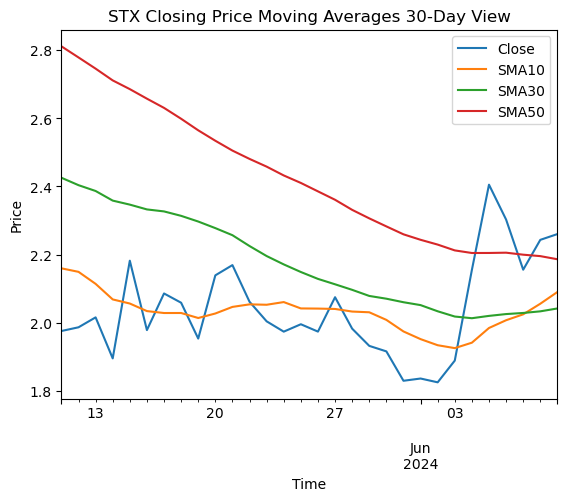 STX Closing Price Moving Averages 30-Day View
Close
SMA10
SMA30
SMA50
Price
2.8
2.6
2.4
2.2
2.0
1.8
13 20 27 03
Jun
2024
Time